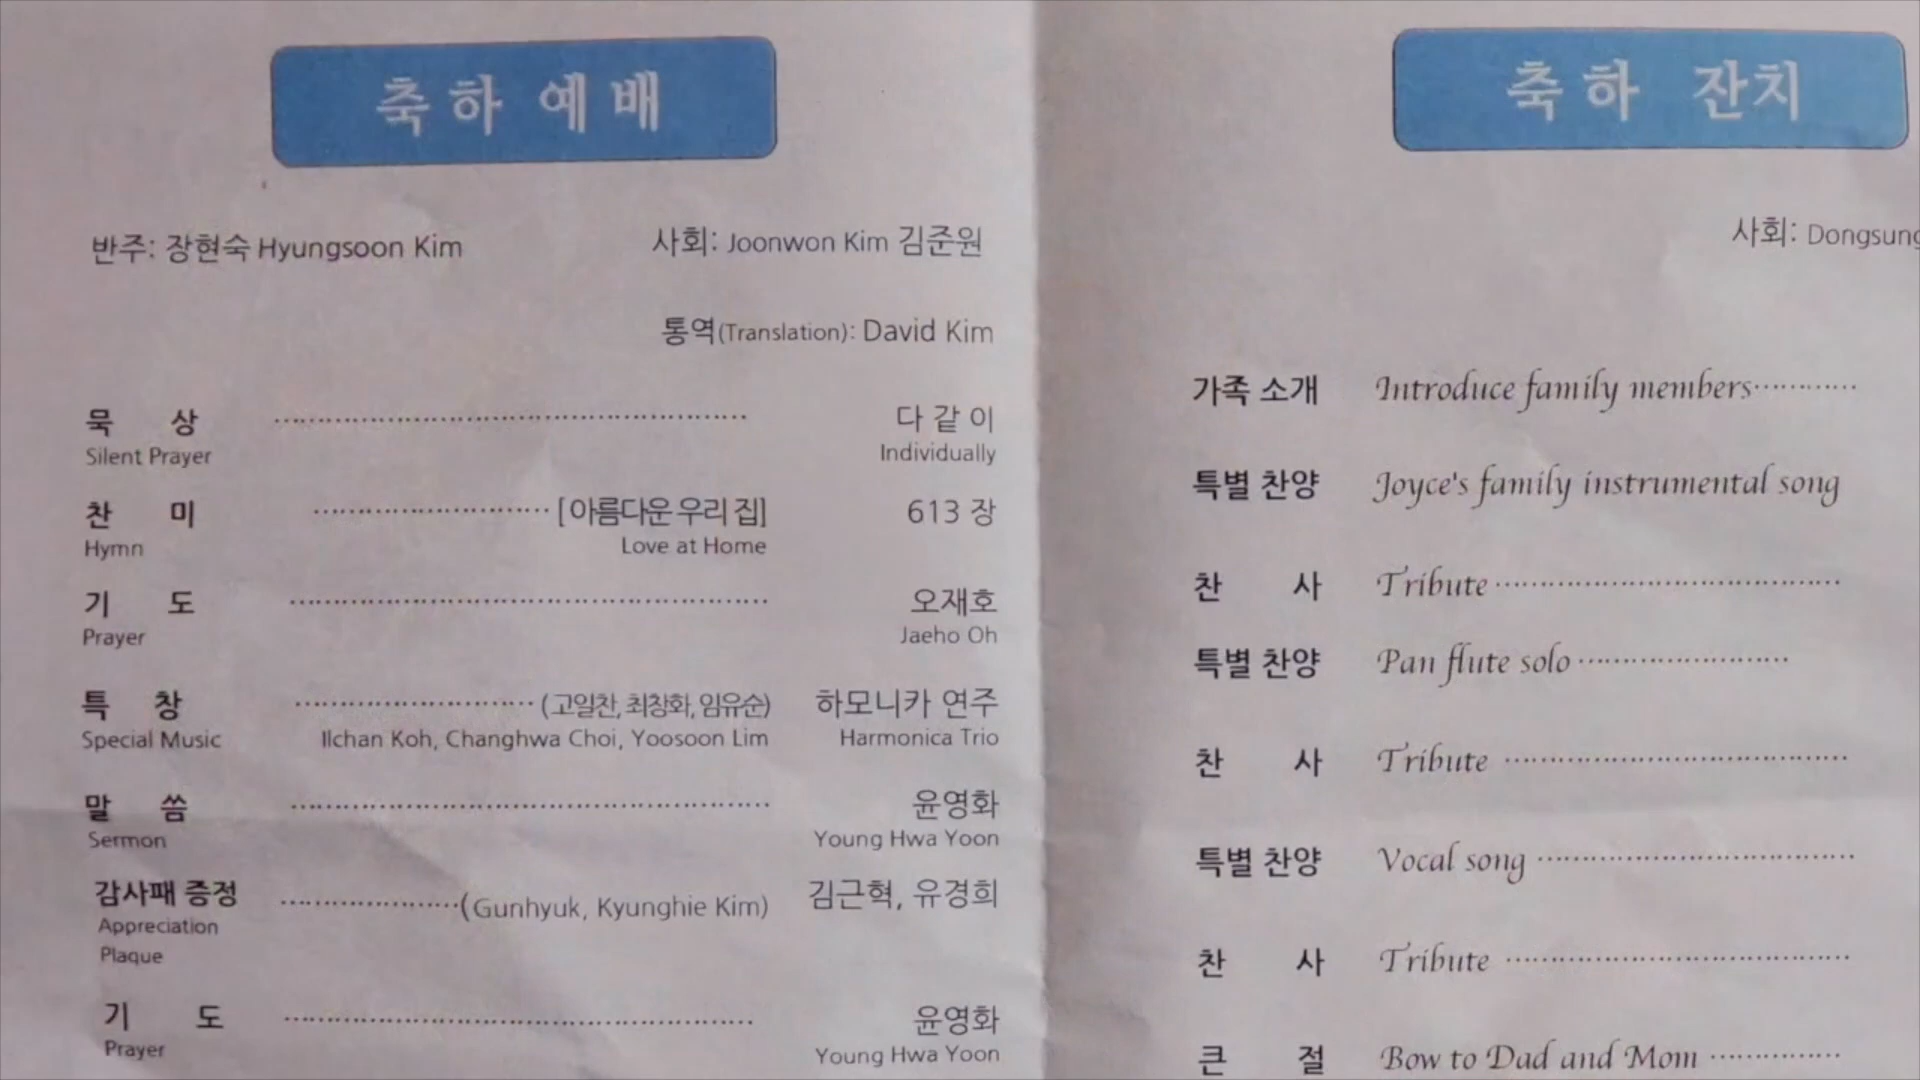 축하 예배
반주: 장현숙 Hyungsoon Kim 사회: Joonwon Kim 김준원
통역(Translation): David Kim
묵 상 ···· 다 같 이
Silent Prayer Individually
찬 미 ···· [아름다운 우리 집] 613 장
Hymn Love at Home
기 도 ···· 오재호
Prayer Jaeho Oh
특 창 ···· (고일찬, 최창화, 임유순) 하모니카 연주
Special Music Ilchan Koh, Changhwa Choi, Yoosoon Lim Harmonica Trio
말 씀 ···· 윤영화
Sermon Young Hwa Yoon
감사패 증정 ···· (Gunhyuk, Kyunghie Kim) 김근혁, 유경희
Appreciation
Plaque
기 도 ···· 윤영화
Prayer Young Hwa Yoon
축하 잔치
사회: Dongsung
가족 소개 Introduce family members ····
특별 찬양 Joyce's family instrumental song
찬 사 Tribute ····
특별 찬양 Pan flute solo ····
찬 사 Tribute ····
특별 찬양 Vocal song ····
찬 사 Tribute ····
큰 절 Bow to Dad and Mom ····